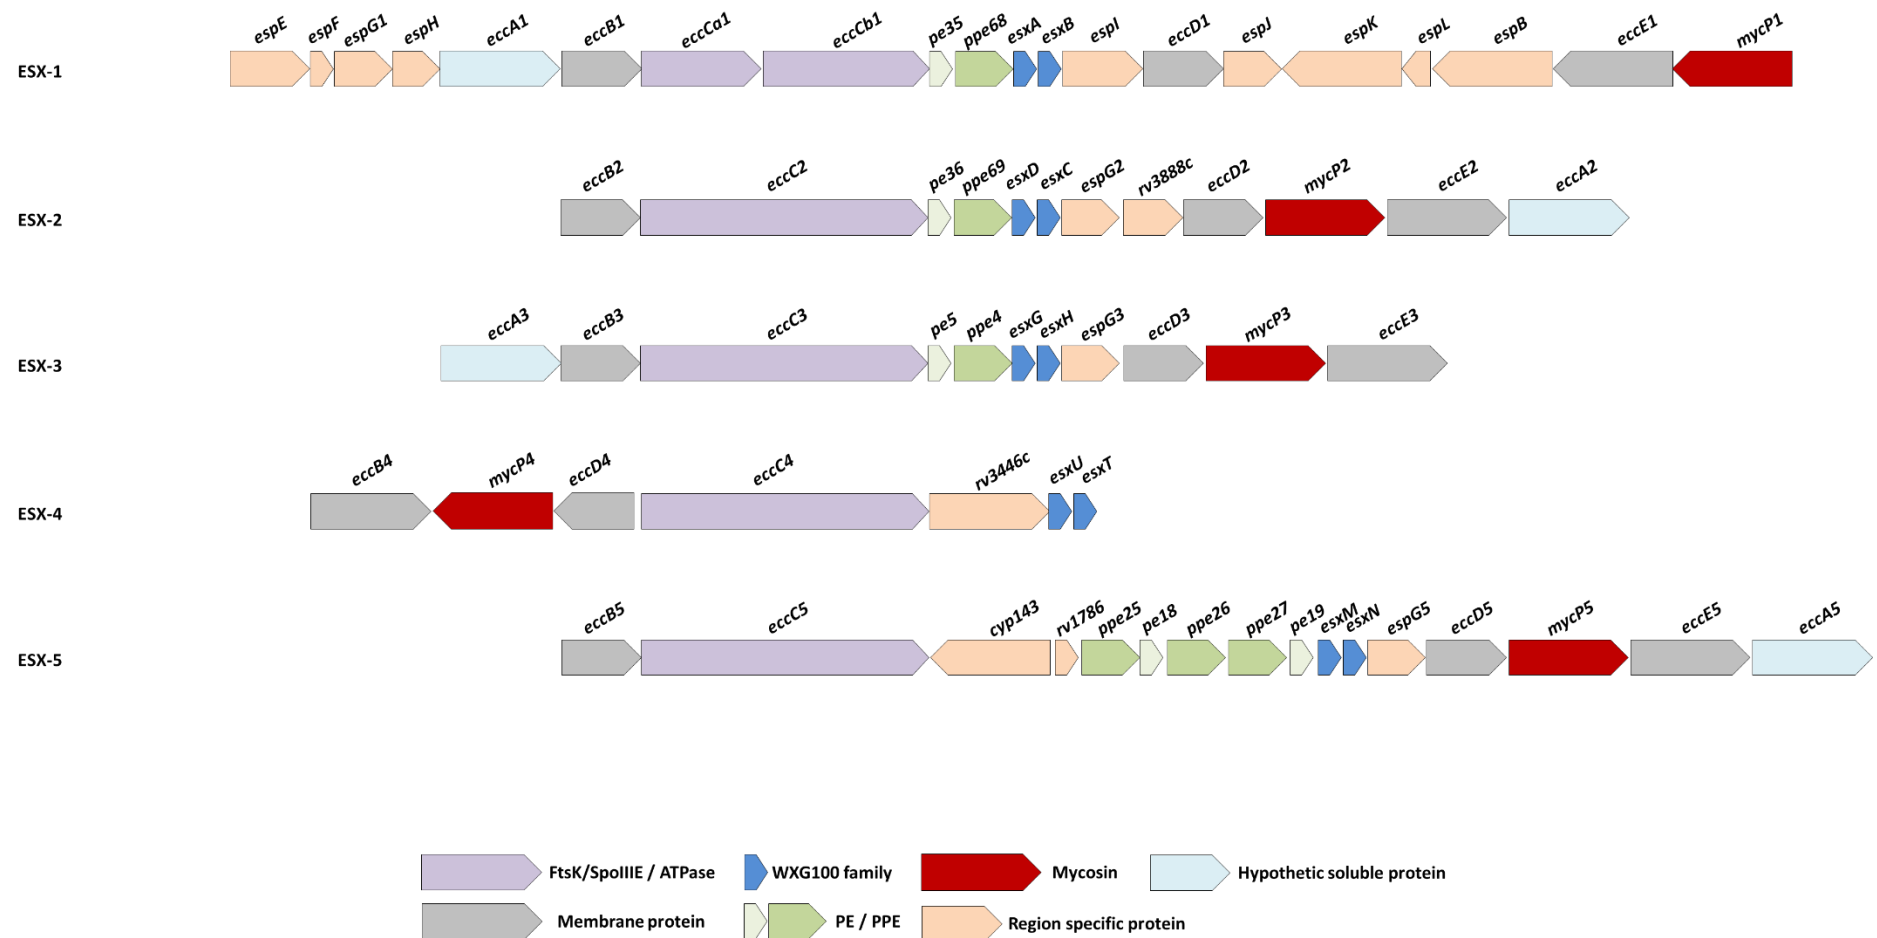 espE espF espG1 espH eccA1 eccB1 eccCa1 eccCb1 pe35 ppe68 esxA esxB espI eccD1 espJ espK espL espB eccE1 mycP1
ESX-1
eccB2 eccC2 pe36 ppe69 esxD esxC espG2 rv3888c eccD2 mycP2 eccE2 eccA2
ESX-2
eccA3 eccB3 eccC3 pe5 ppe4 esxG esxH espG3 eccD3 mycP3 eccE3
ESX-3
eccB4 mycP4 eccD4 eccC4 rv3446c esxU esxT
ESX-4
eccB5 eccC5 cyp143 rv1786 ppe25 pe18 ppe26 ppe27 pe19 esxM esxN espG5 eccD5 mycP5 eccE5 eccA5
ESX-5
FtsK/SpoIIIE / ATPase WXG100 family Mycosin Hypothetic soluble protein
Membrane protein PE / PPE Region specific protein